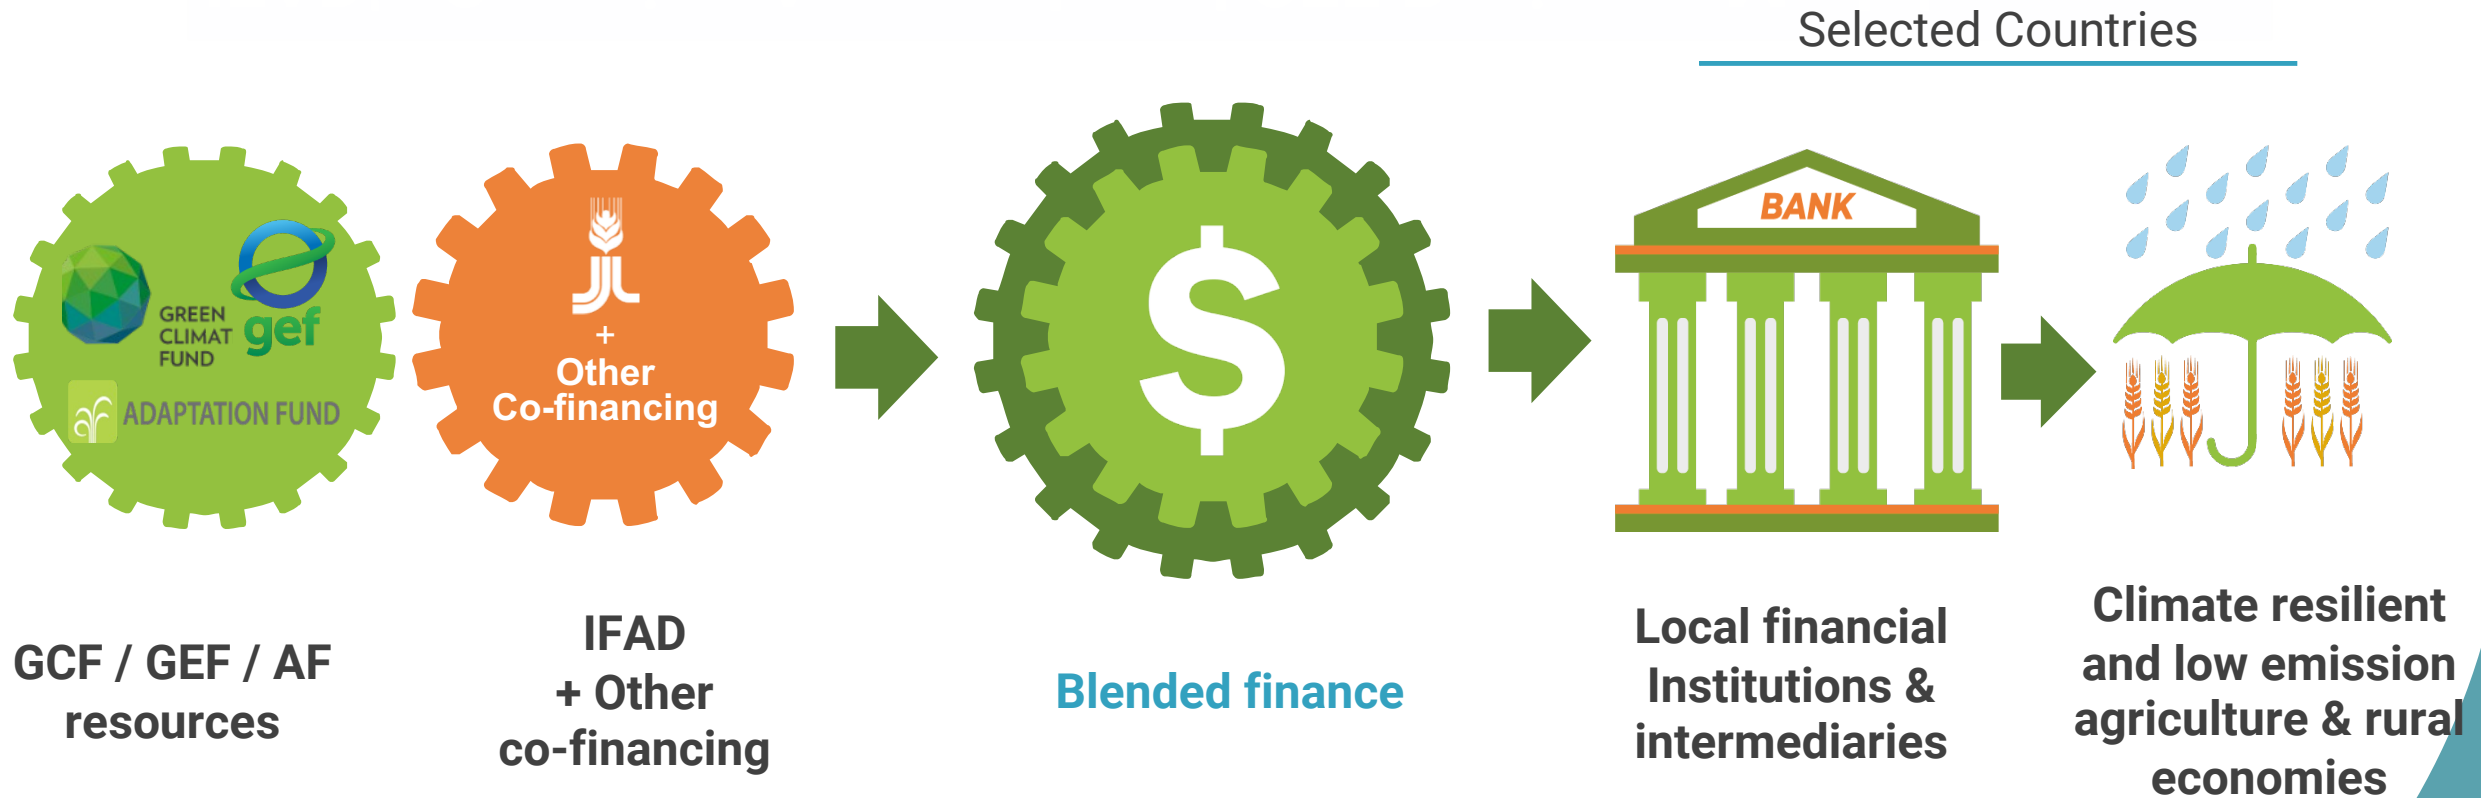 Selected Countries
GREEN
CLIMAT
FUND
gef
ADAPTATION FUND
+
Other
Co-financing
$
BANK
GCF / GEF / AF
resources
IFAD
+ Other
co-financing
Blended finance
Local financial
Institutions &
intermediaries
Climate resilient
and low emission
agriculture & rural
economies